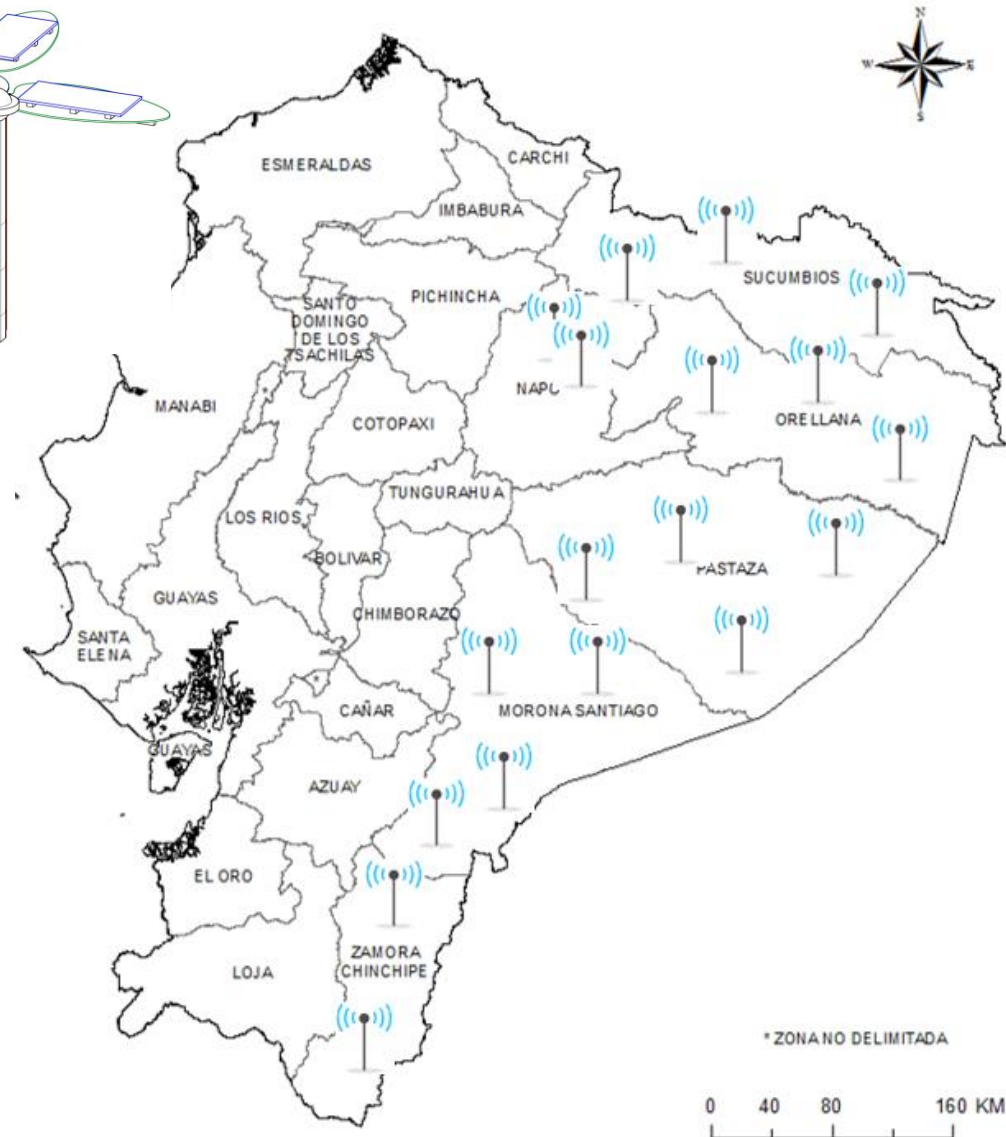 N
W
E
S
CARCHI
ESMERALDAS
IMBABURA
SUCUMBIOS
PICHINCHA
SANTO
DOMINGO
DE LOS
TSACHILAS
NAPO
MANABI
ORELLANA
COTOPAXI
TUNGURAHUA
LOS RIOS
BOLIVAR
PASTAZA
GUAYAS
CHIMBORAZO
SANTA
ELENA
CAÑAR
MORONA SANTIAGO
GUAYAS
AZUAY
EL ORO
ZAMORA
CHINCHIPE
LOJA
* ZONA NO DELIMITADA
0 40 80 160 KM